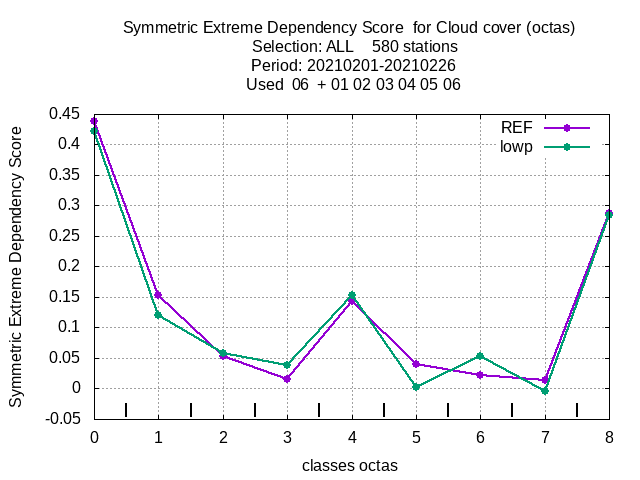 Symmetric Extreme Dependency Score  for Cloud cover (octas)
Selection: ALL    580 stations
Period: 20210201-20210226
Used  06  + 01 02 03 04 05 06
REF
lowp
Symmetric Extreme Dependency Score
0.45
0.4
0.35
0.3
0.25
0.2
0.15
0.1
0.05
0
-0.05
0 1 2 3 4 5 6 7 8
classes octas